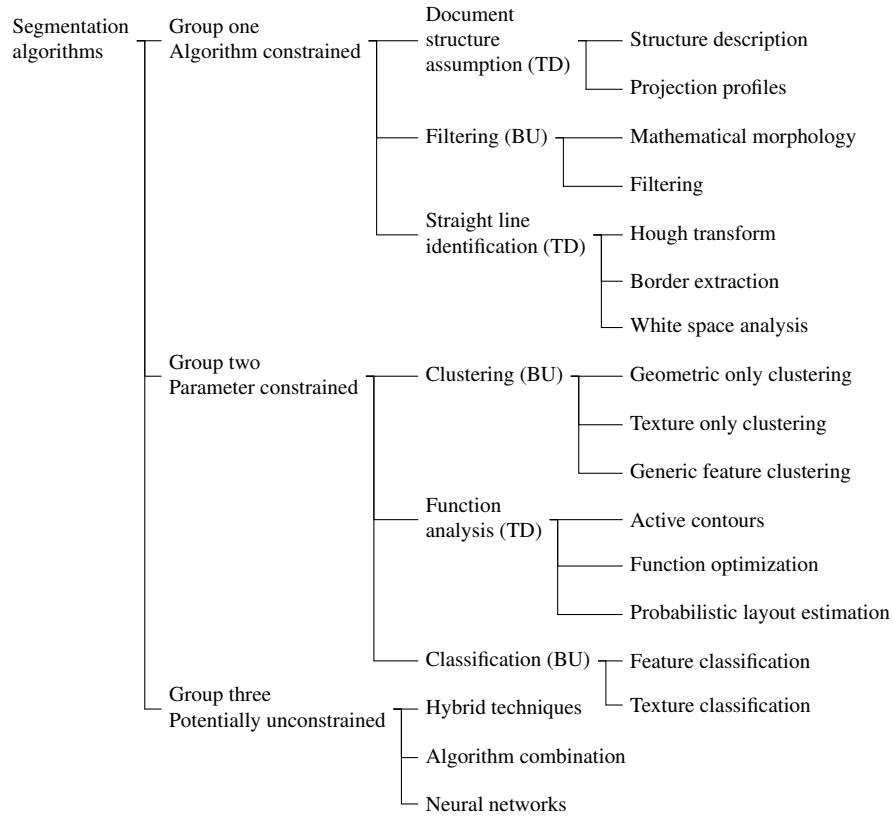 Segmentation
algorithms
Group one
Algorithm constrained
Document
structure
assumption (TD)
Structure description
Projection profiles
Filtering (BU)
Mathematical morphology
Filtering
Straight line
identification (TD)
Hough transform
Border extraction
White space analysis
Group two
Parameter constrained
Clustering (BU)
Geometric only clustering
Texture only clustering
Generic feature clustering
Function
analysis (TD)
Active contours
Function optimization
Probabilistic layout estimation
Classification (BU)
Feature classification
Texture classification
Group three
Potentially unconstrained
Hybrid techniques
Algorithm combination
Neural networks